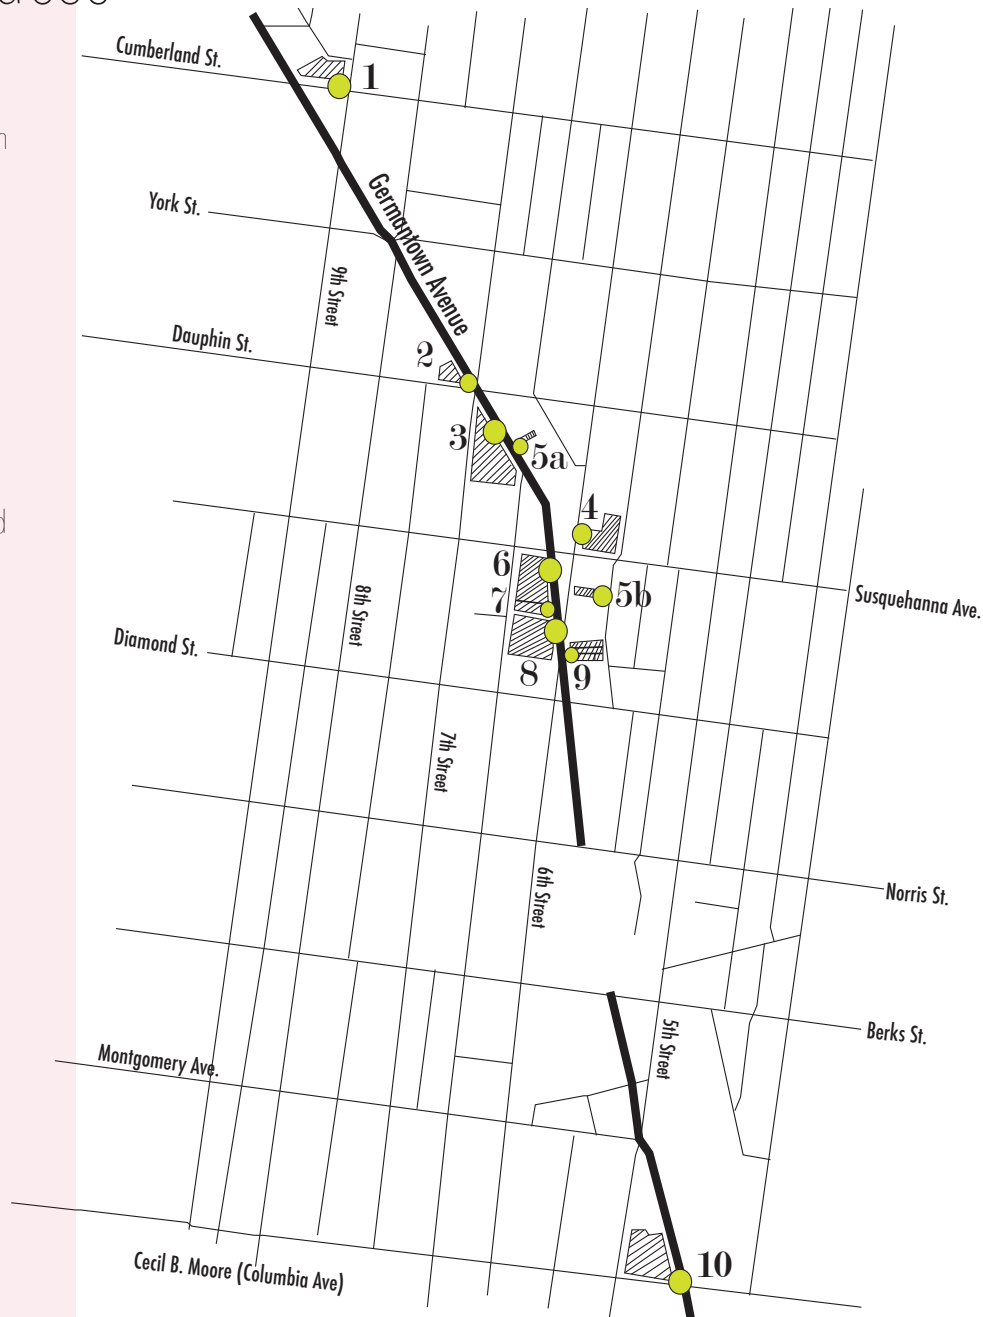 Cumberland St.
1
York St.
Germantown Avenue
9th Street
Dauphin St.
2
3
5a
4
6
5b
7
Susquehanna Ave.
8th Street
Diamond St.
8
9
7th Street
6th Street
Norris St.
5th Street
Berks St.
Montgomery Ave.
10
Cecil B. Moore (Columbia Ave)